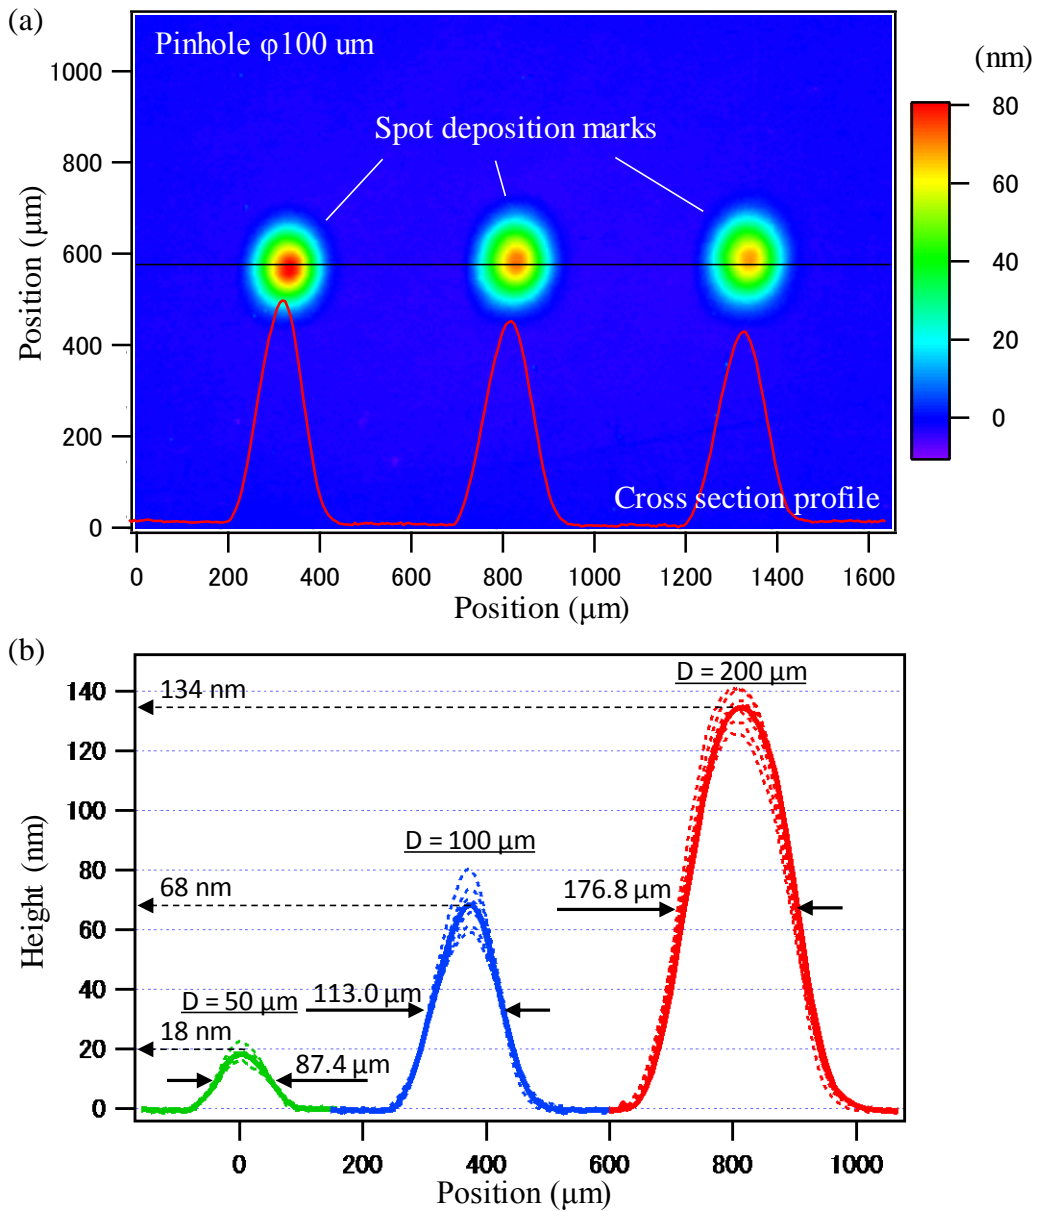 (a)
Pinhole φ100 um
(nm)
Spot deposition marks
Cross section profile
Position (μm)
1000
800
600
400
200
0
0 200 400 600 800 1000 1200 1400 1600
Position (μm)
80
60
40
20
0
(b)
D = 200 μm
134 nm
D = 100 μm
68 nm
176.8 μm
D = 50 μm
113.0 μm
18 nm
87.4 μm
Height (nm)
140
120
100
80
60
40
20
0
0 200 400 600 800 1000
Position (μm)